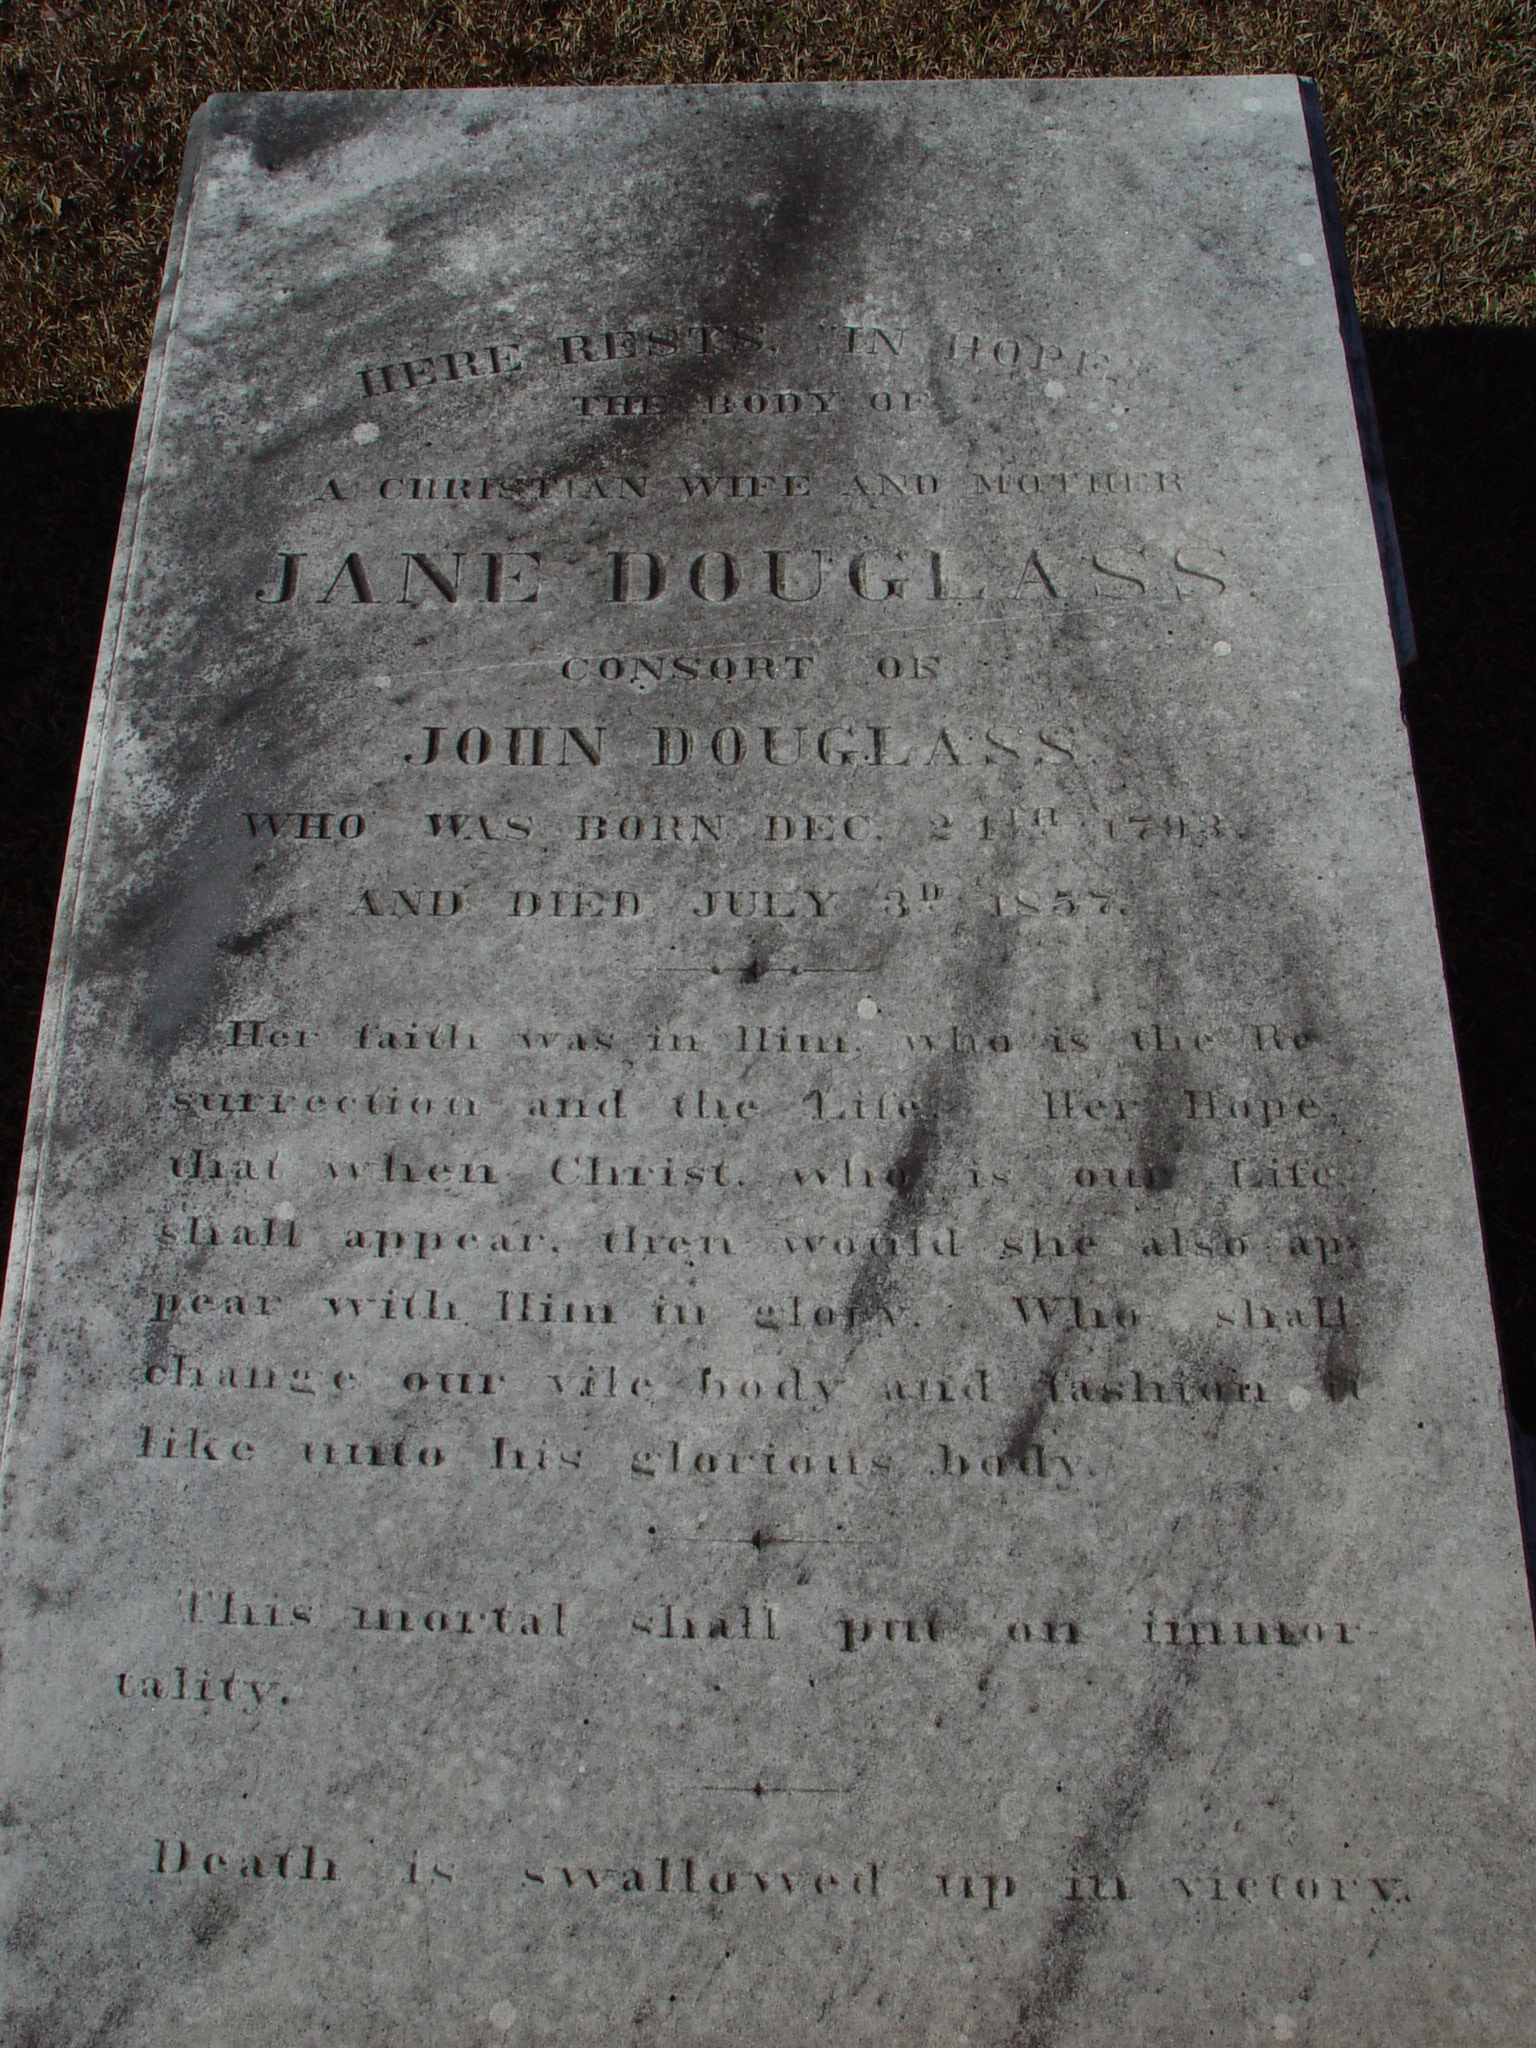 HERE RESTS, "IN HOPE,"
THE BODY OF
A CHRISTIAN WIFE AND MOTHER
JANE DOUGLASS
CONSORT OF
JOHN DOUGLASS.
WHO WAS BORN DEC. 24TH 1793,
AND DIED JULY 3D 1857.
Her faith was in Him, who is the Re-
surrection and the Life. Her Hope,
that when Christ, who is our Life,
shall appear, then would she also ap-
pear with Him in glory. Who shall
change our vile body and fashion it
like unto his glorious body.
This mortal shall put on immor-
tality.
Death is swallowed up in victory.